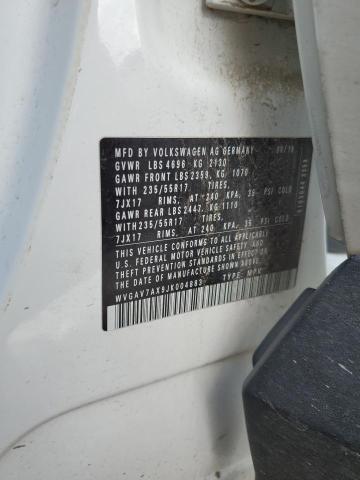 MFD BY VOLKSWAGEN AG GERMANY
GVWR LBS 4696 KG 2130
GAWR FRONT LBS 2359 KG 1070
WITH 235/55R17 TIRES,
7JX17 RIMS, AT 240 KPA, 35 PSI COLD
GAWR REAR LBS 2447 KG 1110
WITH 235/55R17 TIRES,
7JX17 RIMS, AT 240 KPA, 35 PSI COLD
THIS VEHICLE CONFORMS TO ALL APPLICABLE
U.S. FEDERAL MOTOR VEHICLE SAFETY
AND THEFT PREVENTION STANDARDS IN
EFFECT ON THE DATE OF
MANUFACTURE SHOWN ABOVE.
WVGAV7AX9JK004883 TYPE: MPV